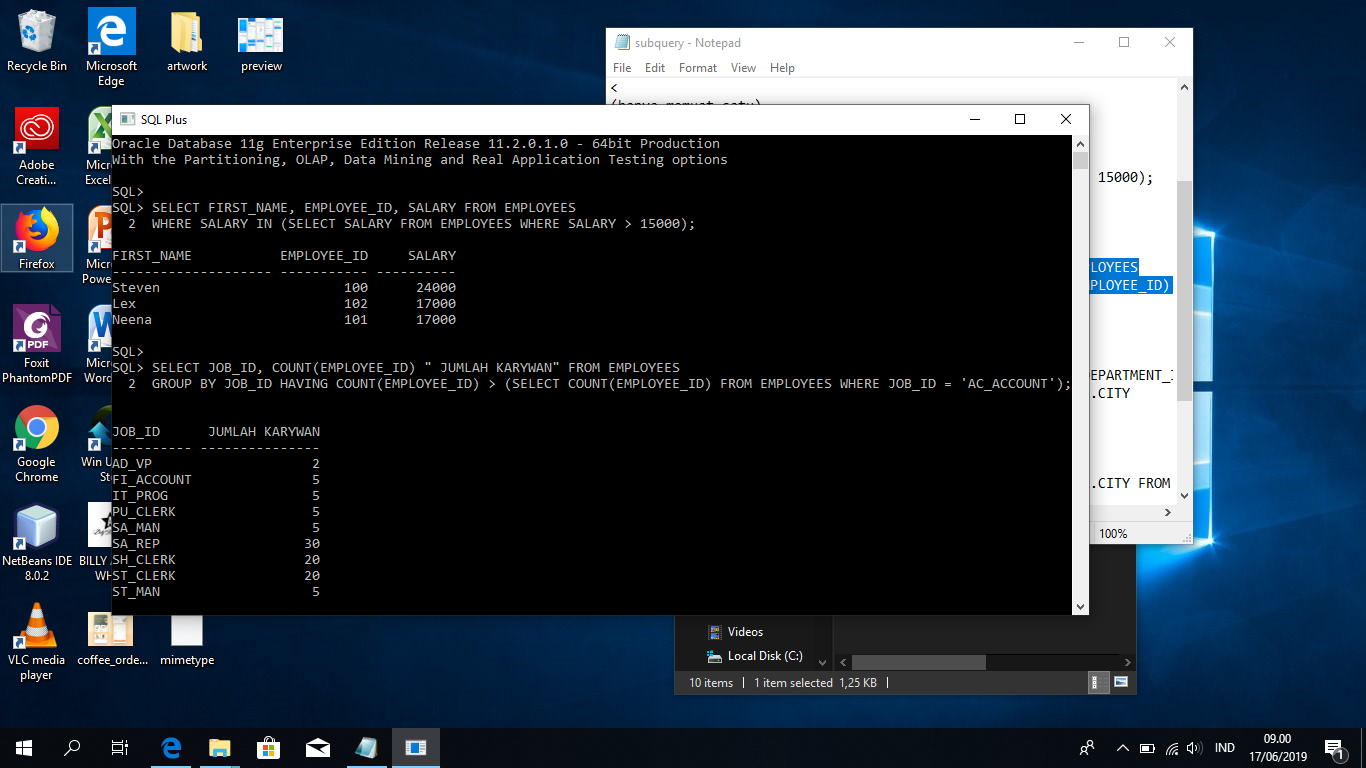 Recycle Bin
Microsoft
Edge
artwork
preview
Adobe
Creati...
Micr
Excel
Firefox
Micr
Powe
Foxit
PhantomPDF
Micr
Word
Google
Chrome
Win U
St
NetBeans IDE
8.0.2
BILLY
WH
VLC media
player
coffee_orde...
mimetype
subquery - Notepad
File Edit Format View Help
<
15000);
LOYEES
PLOYEE_ID)
DEPARTMENT_
.CITY
.CITY FROM
100%
SQL Plus
Oracle Database 11g Enterprise Edition Release 11.2.0.1.0 - 64bit Production
With the Partitioning, OLAP, Data Mining and Real Application Testing options
SQL>
SQL> SELECT FIRST_NAME, EMPLOYEE_ID, SALARY FROM EMPLOYEES
2 WHERE SALARY IN (SELECT SALARY FROM EMPLOYEES WHERE SALARY > 15000);
FIRST_NAME EMPLOYEE_ID SALARY
-------------------- ----------- ----------
Steven 100 24000
Lex 102 17000
Neena 101 17000
SQL>
SQL> SELECT JOB_ID, COUNT(EMPLOYEE_ID) " JUMLAH KARYWAN" FROM EMPLOYEES
2 GROUP BY JOB_ID HAVING COUNT(EMPLOYEE_ID) > (SELECT COUNT(EMPLOYEE_ID) FROM EMPLOYEES WHERE JOB_ID = 'AC_ACCOUNT');
JOB_ID JUMLAH KARYWAN
---------- ---------------
AD_VP 2
FI_ACCOUNT 5
IT_PROG 5
PU_CLERK 5
SA_MAN 5
SA_REP 30
SH_CLERK 20
ST_CLERK 20
ST_MAN 5
Videos
Local Disk (C:)
10 items | 1 item selected 1,25 KB |
IND
09.00
17/06/2019
1